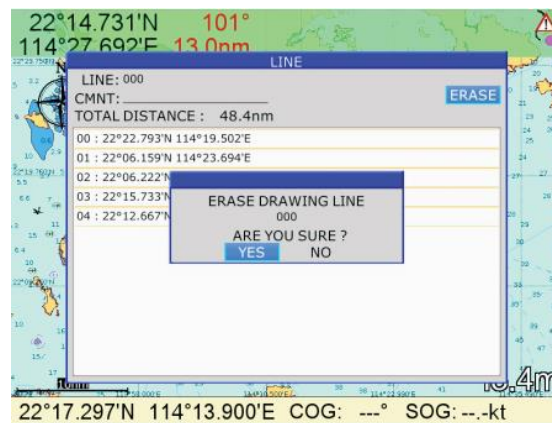 22°14.731'N 101°
114°27.692'E 13.0nm
LINE
LINE: 000
CMNT:
ERASE
TOTAL DISTANCE : 48.4nm
00 : 22°22.793'N 114°19.502'E
01 : 22°06.159'N 114°23.694'E
02 : 22°06.222'N
03 : 22°15.733'N
04 : 22°12.667'N
ERASE DRAWING LINE
000
ARE YOU SURE ?
YES NO
22°17.297'N 114°13.900'E COG: ---° SOG: --.-kt